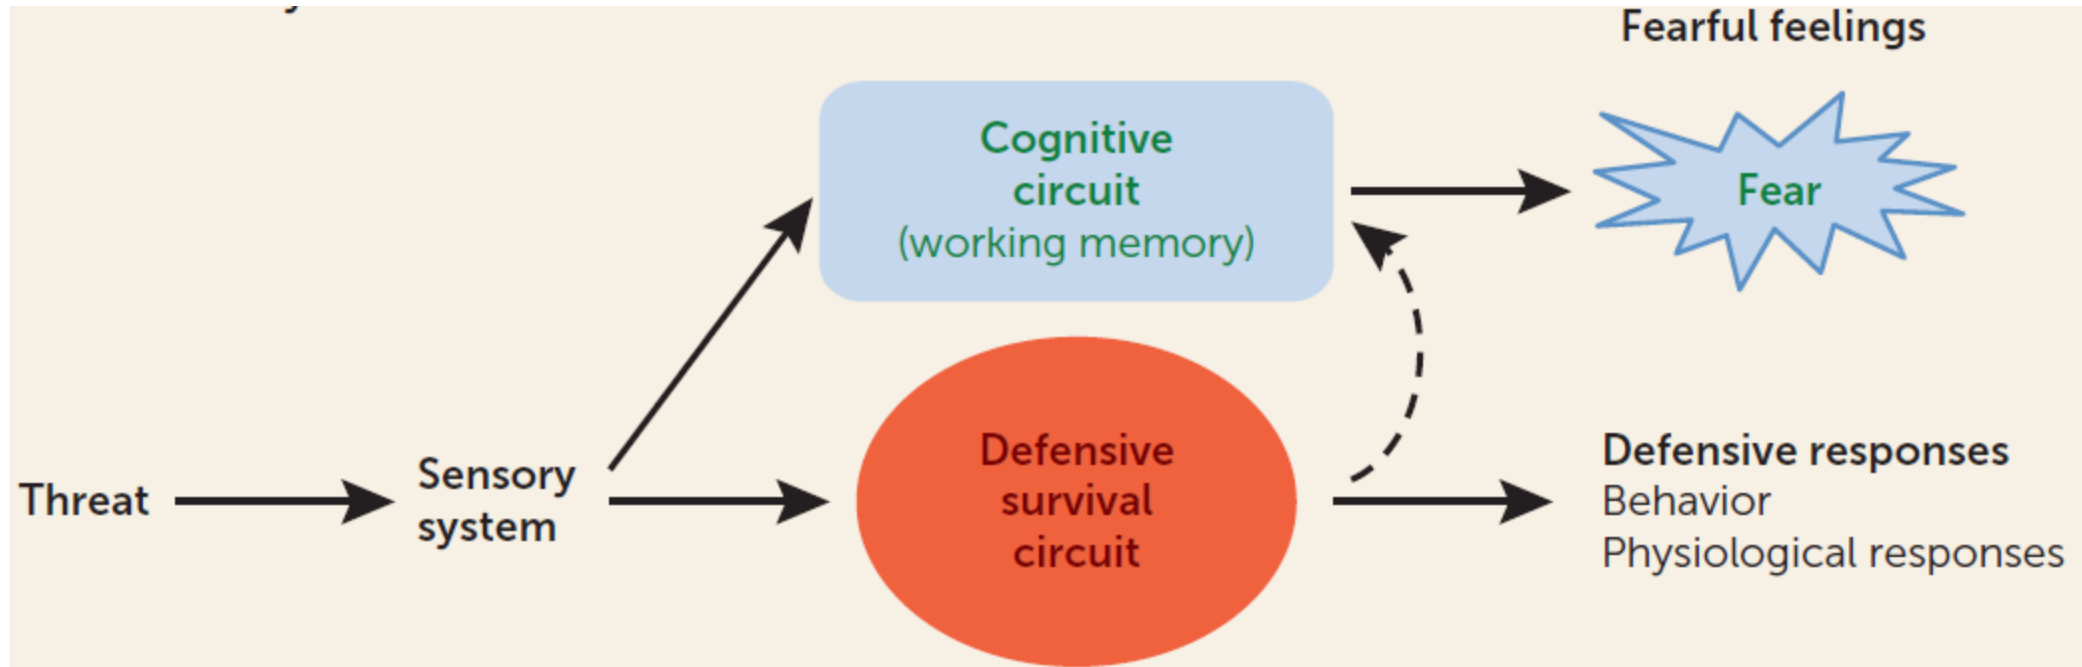 Fearful feelings
Cognitive
circuit
(working memory)
Fear
Threat
Sensory
system
Defensive
survival
circuit
Defensive responses
Behavior
Physiological responses